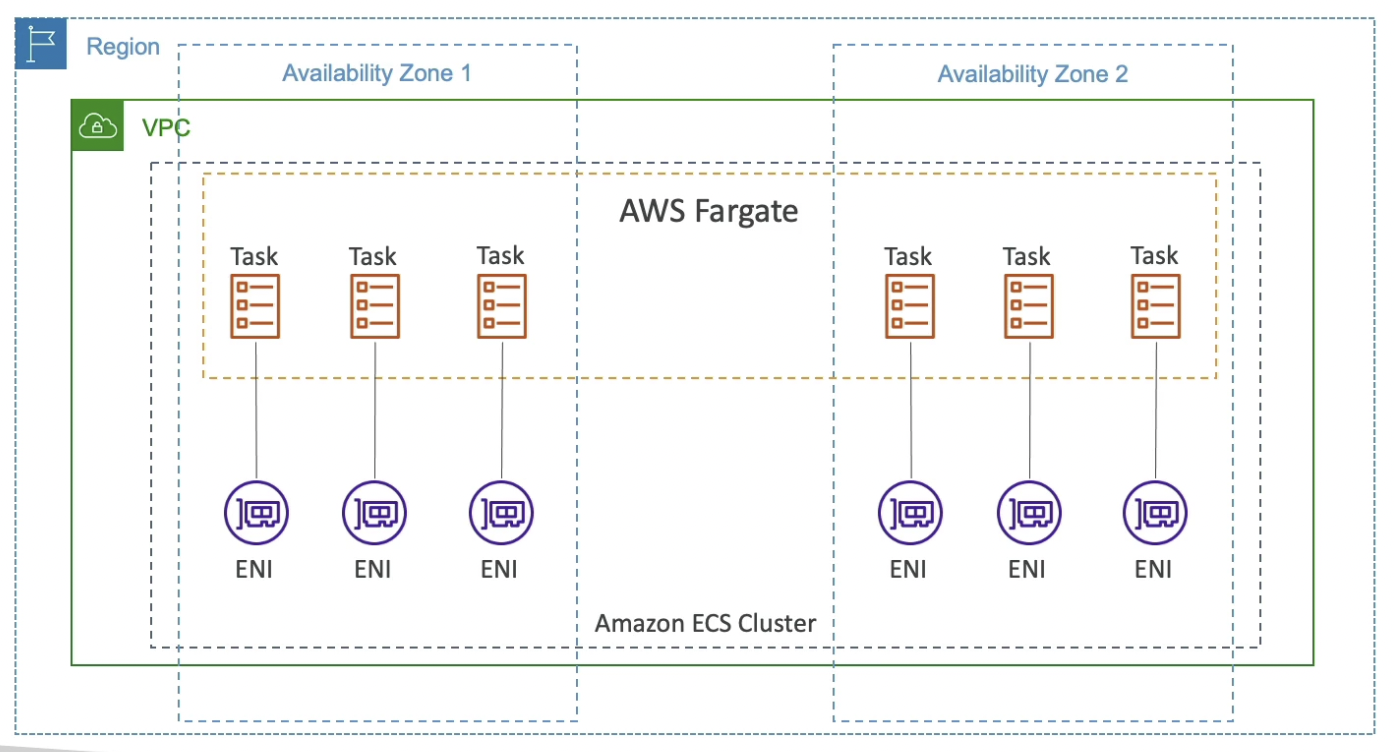 Region
Availability Zone 1
Availability Zone 2
VPC
AWS Fargate
Task
Task
Task
Task
Task
Task
ENI
ENI
ENI
ENI
ENI
ENI
Amazon ECS Cluster